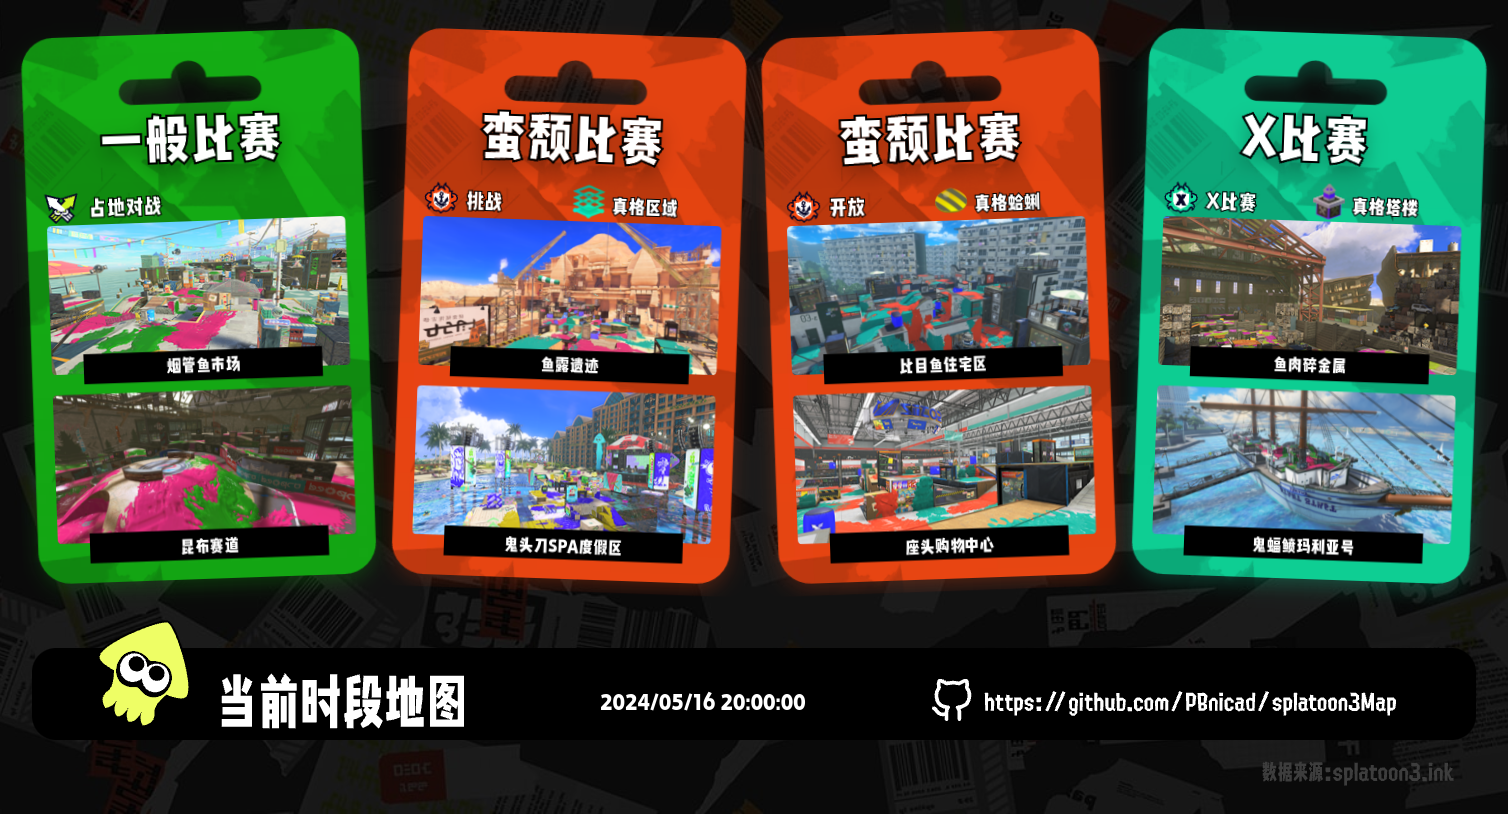 一般比赛
占地对战
烟管鱼市场
昆布赛道
蛮颓比赛
挑战
真格区域
鱼露遗迹
鬼头刀SPA度假区
蛮颓比赛
开放
真格蛤蜊
比目鱼住宅区
座头购物中心
X比赛
X比赛
真格塔楼
鱼肉碎金属
鬼蝠鲼玛利亚号
当前时段地图
2024/05/16 20:00:00
https://github.com/PBnicad/splatoon3Map
数据来源:splatoon3.ink